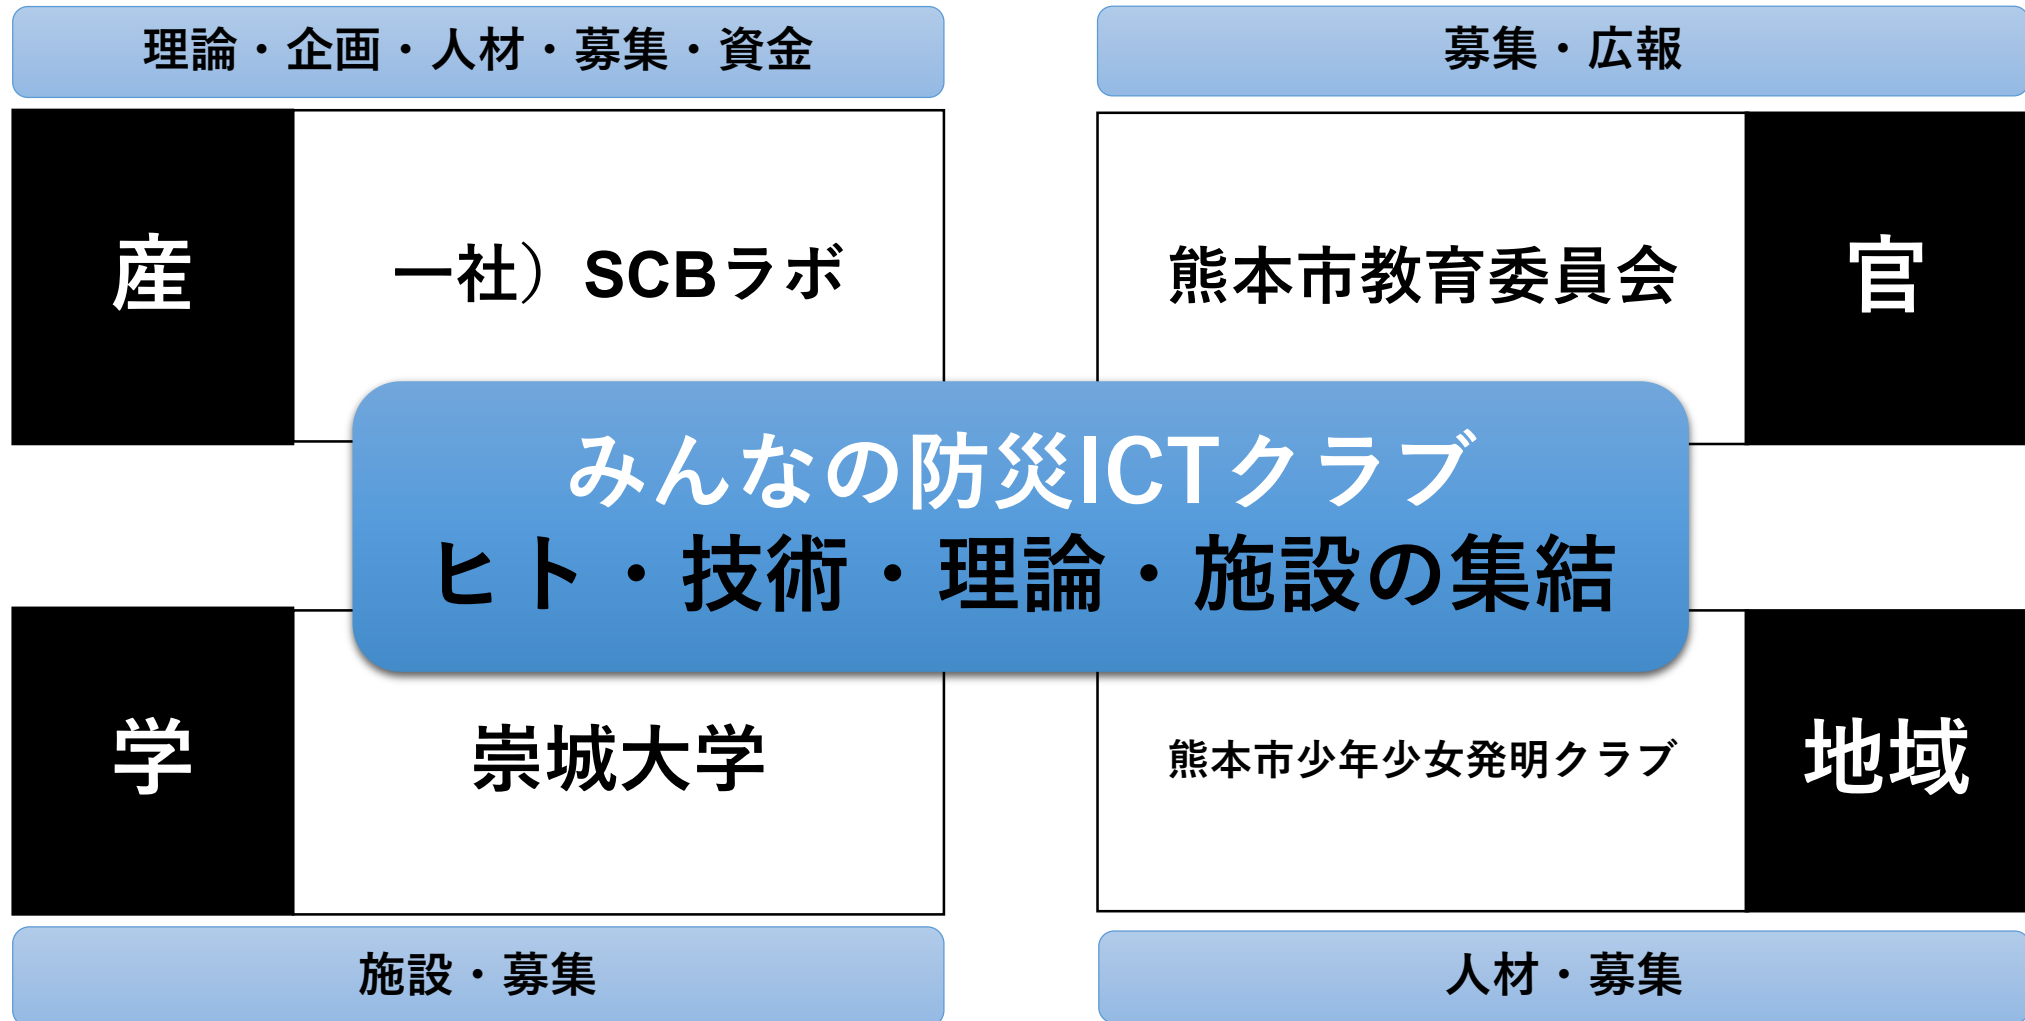 理論・企画・人材・募集・資金
募集・広報
産
一社）SCBラボ
熊本市教育委員会
官
みんなの防災ICTクラブ
ヒト・技術・理論・施設の集結
学
崇城大学
熊本市少年少女発明クラブ
地域
施設・募集
人材・募集